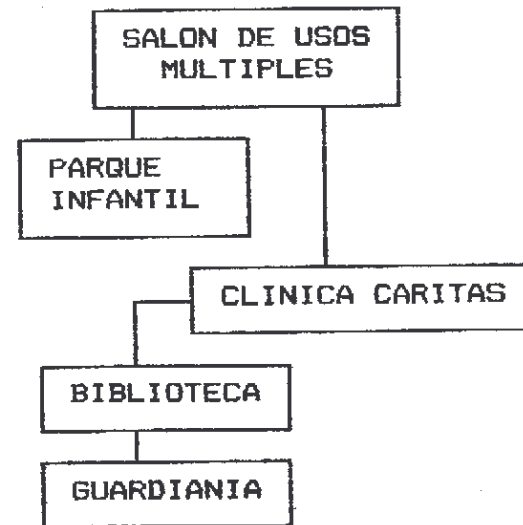 SALON DE USOS
MULTIPLES
PARQUE
INFANTIL
CLINICA CARITAS
BIBLIOTECA
GUARDIANIA